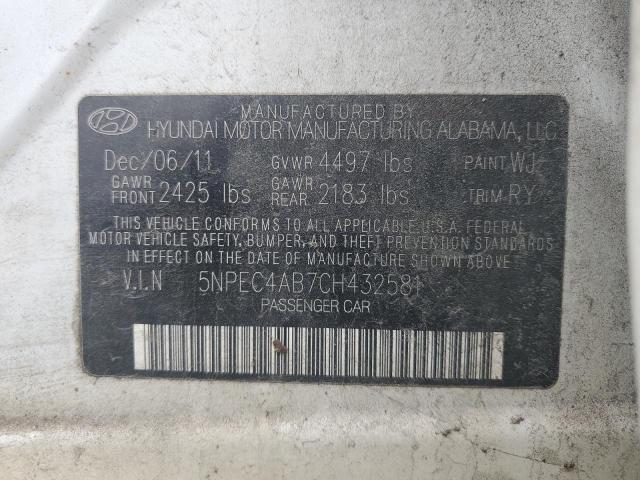 MANUFACTURED BY
HYUNDAI MOTOR MANUFACTURING ALABAMA, LLC
Dec/06/11 GVWR 4497 lbs PAINT WJ
GAWR FRONT 2425 lbs GAWR REAR 2183 lbs TRIM RY
THIS VEHICLE CONFORMS TO ALL APPLICABLE U.S.A. FEDERAL
MOTOR VEHICLE SAFETY, BUMPER, AND THEFT PREVENTION STANDARDS
IN EFFECT ON THE DATE OF MANUFACTURE SHOWN ABOVE.
V.I.N 5NPEC4AB7CH432581
PASSENGER CAR